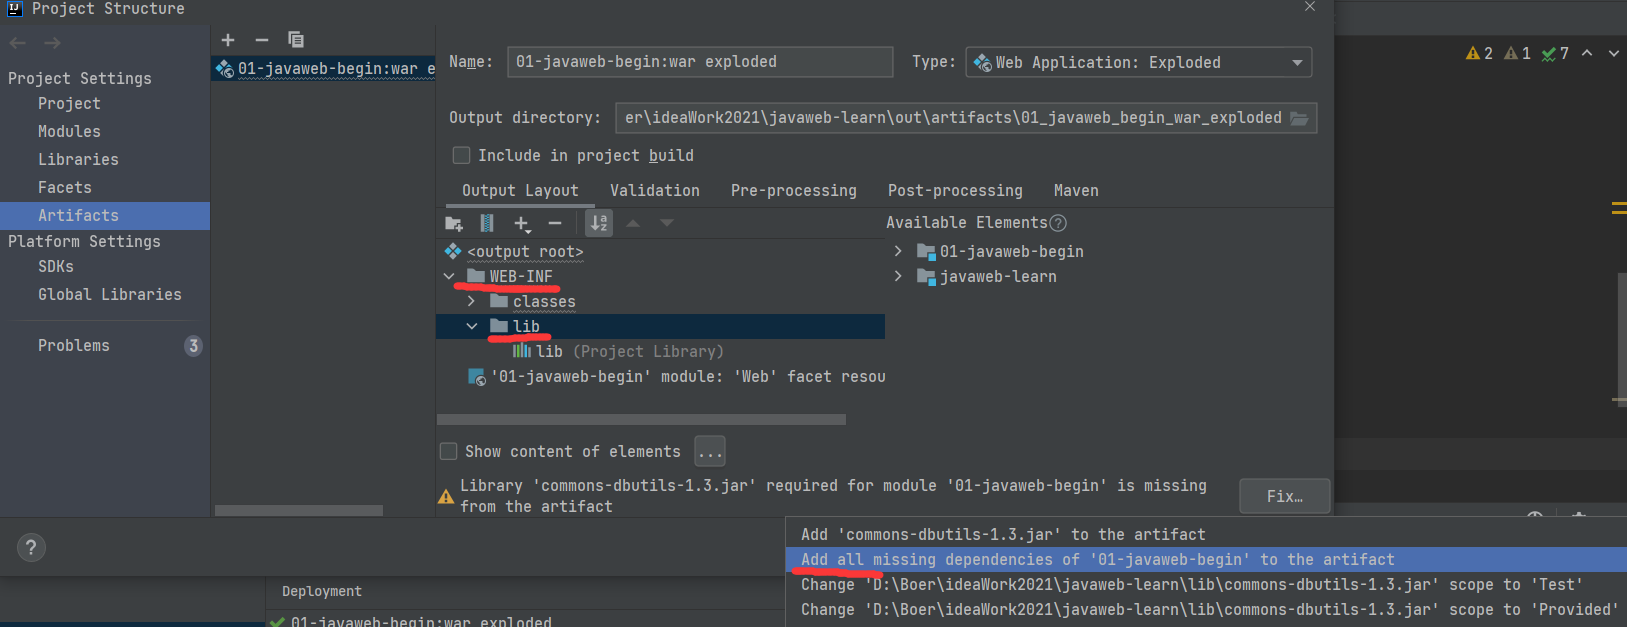 Project Structure
Project Settings
Project
Modules
Libraries
Facets
Artifacts
Platform Settings
SDKs
Global Libraries
Problems 3
01-javaweb-begin:war e
Name: 01-javaweb-begin:war exploded Type: Web Application: Exploded
Output directory: er\ideaWork2021\javaweb-learn\out\artifacts\01_javaweb_begin_war_exploded
Include in project build
Output Layout Validation Pre-processing Post-processing Maven
Available Elements ?
<output root>
WEB-INF
classes
lib
lib (Project Library)
'01-javaweb-begin' module: 'Web' facet resou
01-javaweb-begin
javaweb-learn
Show content of elements ...
Library 'commons-dbutils-1.3.jar' required for module '01-javaweb-begin' is missing
from the artifact
Fix…
Add 'commons-dbutils-1.3.jar' to the artifact
Add all missing dependencies of '01-javaweb-begin' to the artifact
Change 'D:\Boer\ideaWork2021\javaweb-learn\lib\commons-dbutils-1.3.jar' scope to 'Test'
Change 'D:\Boer\ideaWork2021\javaweb-learn\lib\commons-dbutils-1.3.jar' scope to 'Provided'
?
Deployment
01-javaweb-begin:war exploded
2 1 7